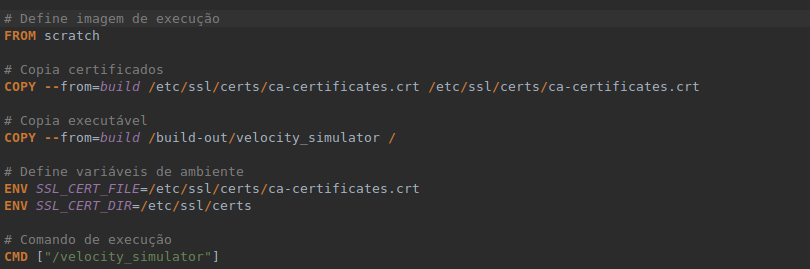 # Define imagem de execução
FROM scratch
# Copia certificados
COPY --from=build /etc/ssl/certs/ca-certificates.crt /etc/ssl/certs/ca-certificates.crt
# Copia executável
COPY --from=build /build-out/velocity_simulator /
# Define variáveis de ambiente
ENV SSL_CERT_FILE=/etc/ssl/certs/ca-certificates.crt
ENV SSL_CERT_DIR=/etc/ssl/certs
# Comando de execução
CMD ["/velocity_simulator"]